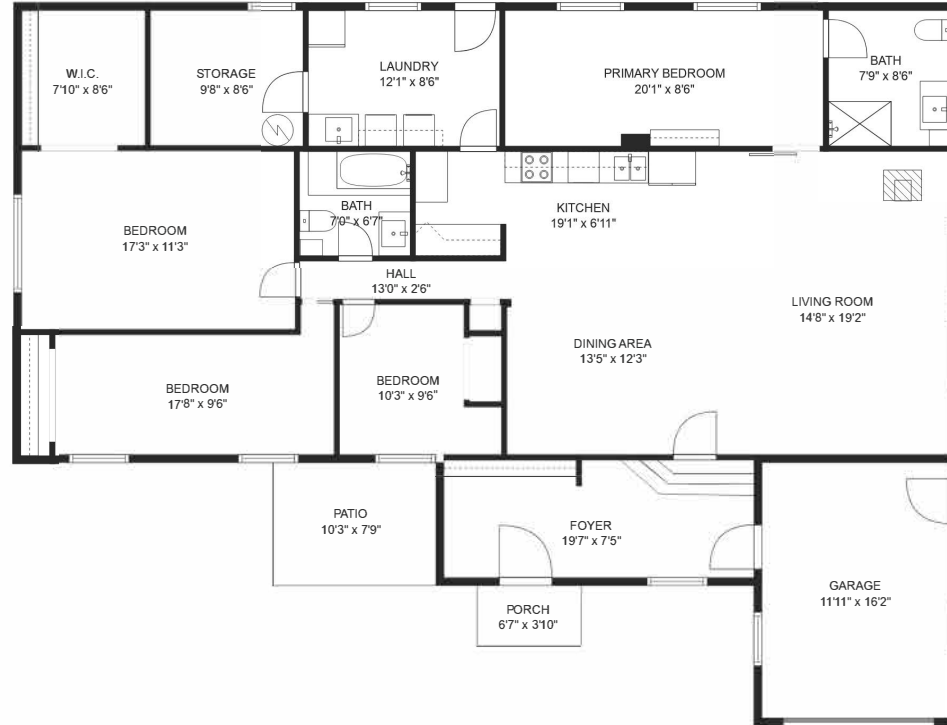 W.I.C.
7'10" x 8'6"
STORAGE
9'8" x 8'6"
LAUNDRY
12'1" x 8'6"
PRIMARY BEDROOM
20'1" x 8'6"
BATH
7'9" x 8'6"
BEDROOM
17'3" x 11'3"
BATH
7'0" x 6'7"
KITCHEN
19'1" x 6'11"
HALL
13'0" x 2'6"
LIVING ROOM
14'8" x 19'2"
DINING AREA
13'5" x 12'3"
BEDROOM
17'8" x 9'6"
BEDROOM
10'3" x 9'6"
PATIO
10'3" x 7'9"
FOYER
19'7" x 7'5"
GARAGE
11'11" x 16'2"
PORCH
6'7" x 3'10"